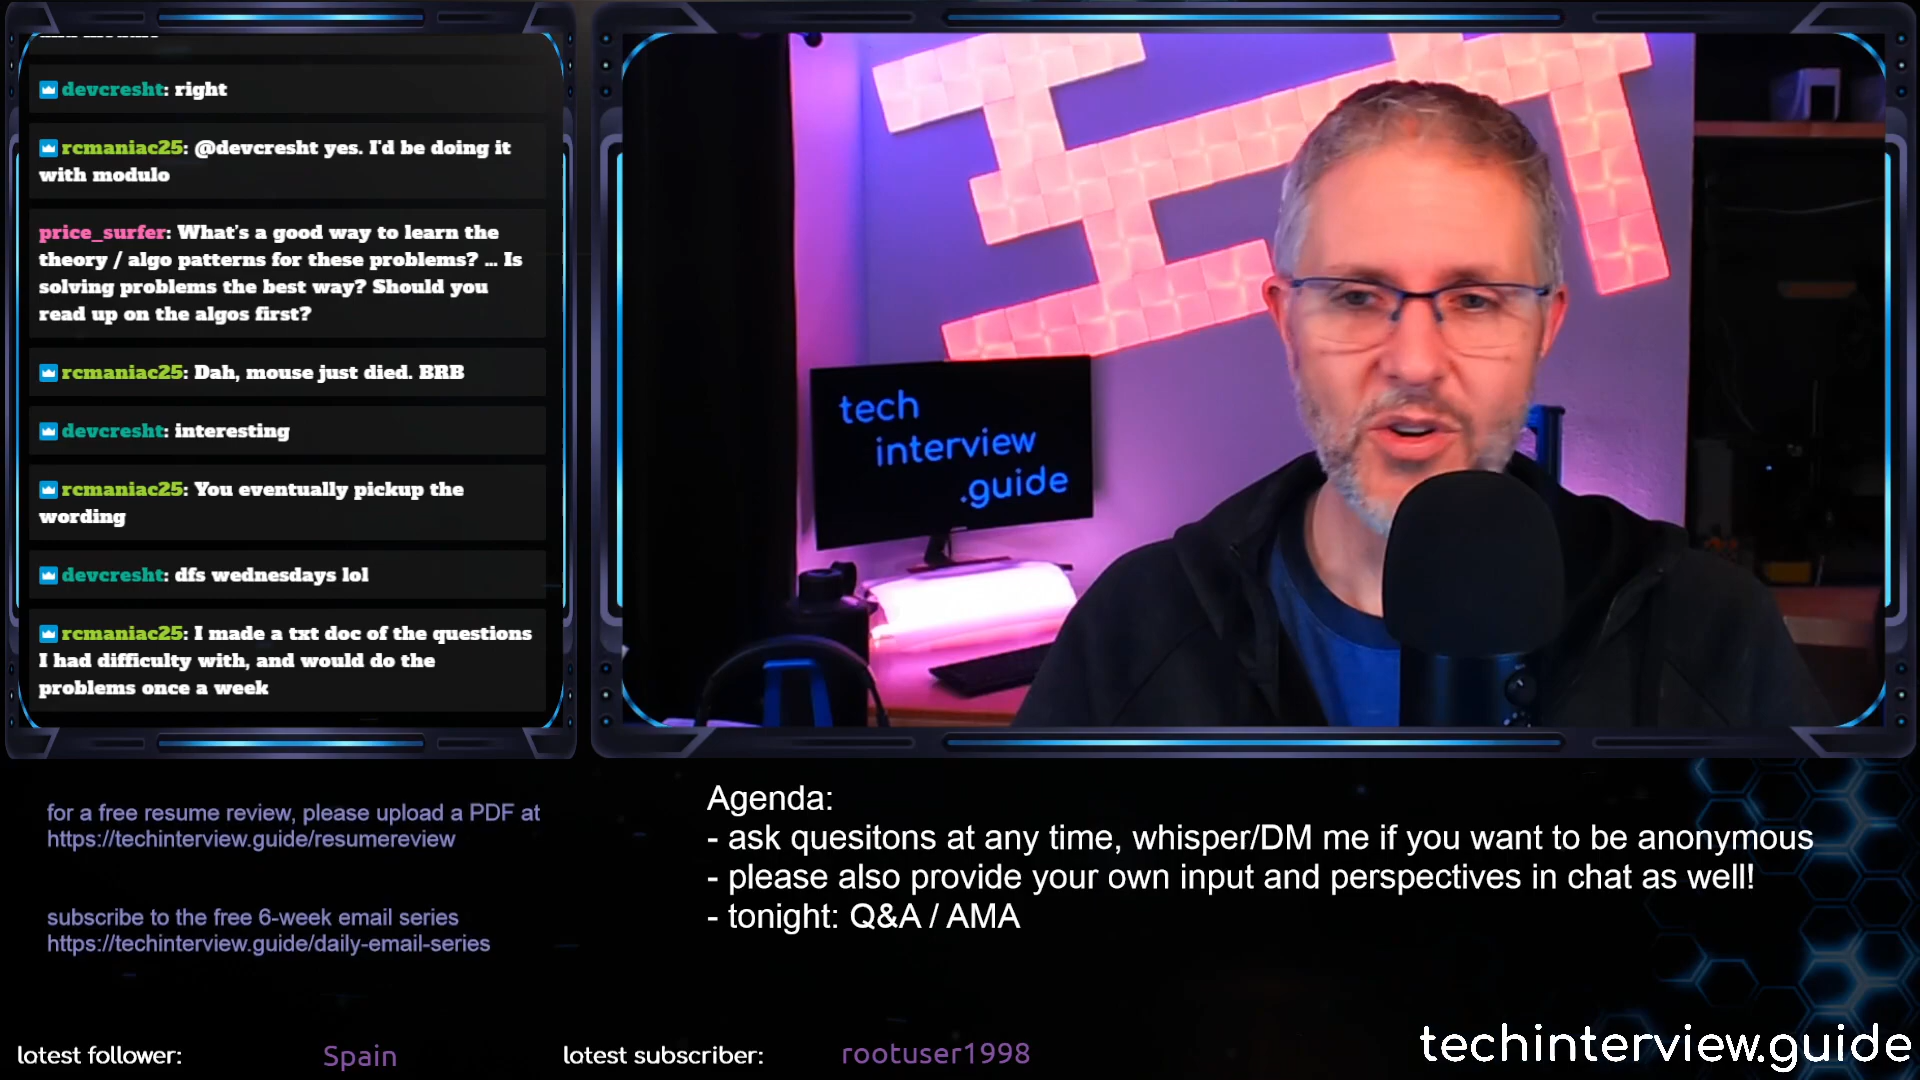 devcresht: right
rcmaniac25: @devcresht yes. I'd be doing it
with modulo
price_surfer: What's a good way to learn the
theory / algo patterns for these problems? ... Is
solving problems the best way? Should you
read up on the algos first?
rcmaniac25: Dah, mouse just died. BRB
devcresht: interesting
rcmaniac25: You eventually pickup the
wording
devcresht: dfs wednesdays lol
rcmaniac25: I made a txt doc of the questions
I had difficulty with, and would do the
problems once a week
tech
interview
.guide
for a free resume review, please upload a PDF at
https://techinterview.guide/resumereview
subscribe to the free 6-week email series
https://techinterview.guide/daily-email-series
Agenda:
- ask quesitons at any time, whisper/DM me if you want to be anonymous
- please also provide your own input and perspectives in chat as well!
- tonight: Q&A / AMA
latest follower: Spain
latest subscriber: rootuser1998
techinterview.guide